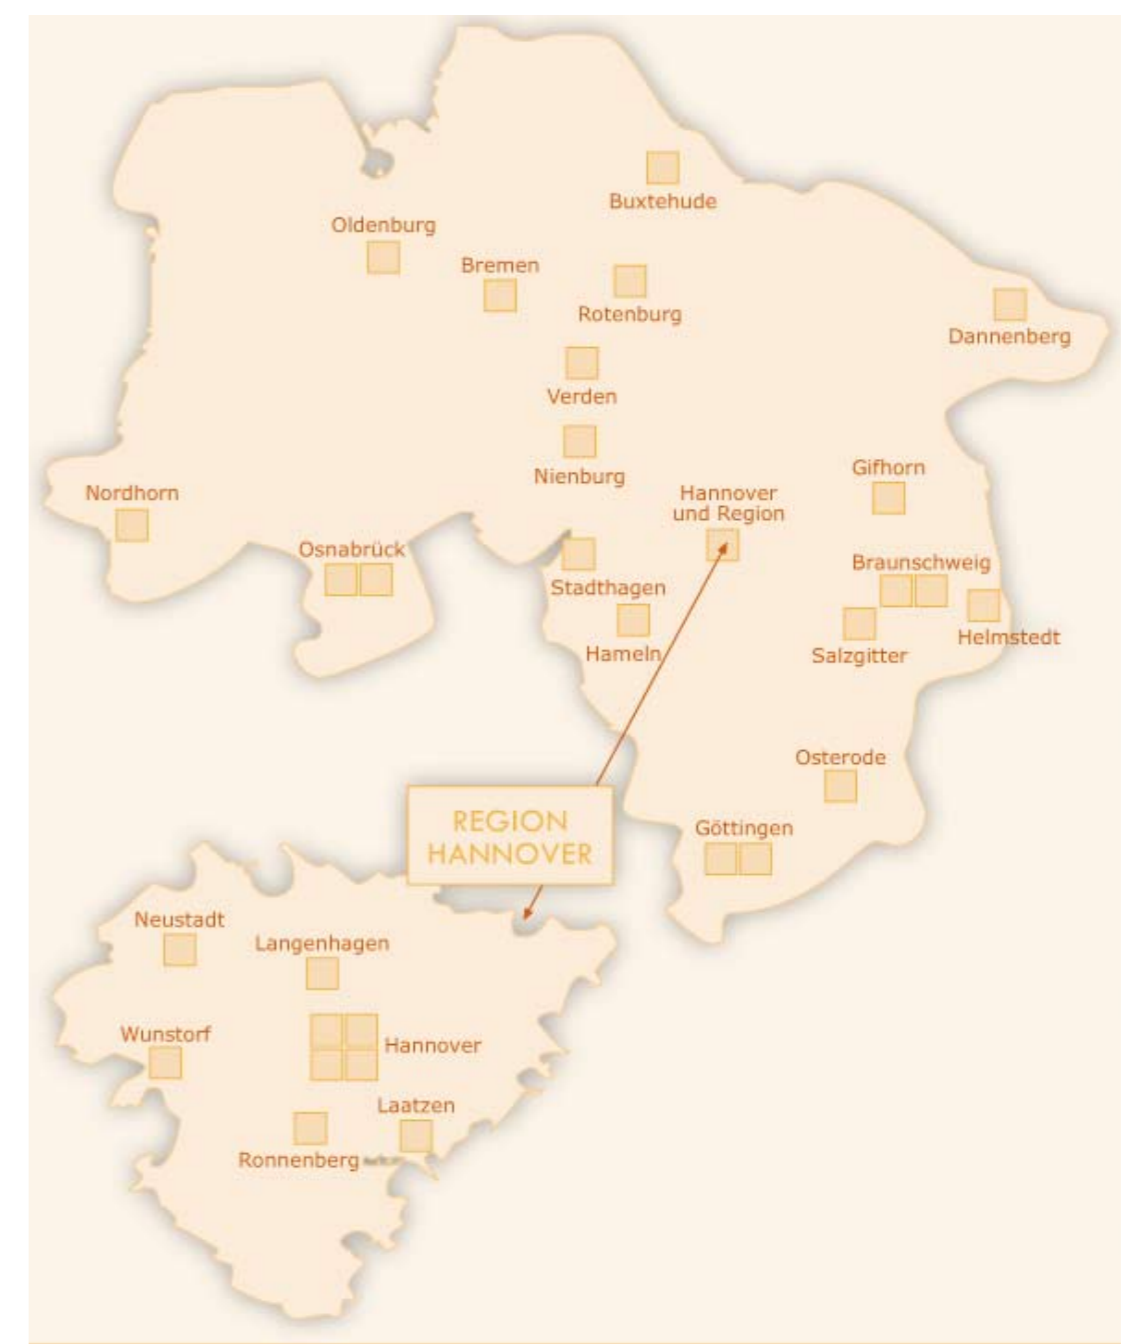 Buxtehude
Oldenburg
Bremen
Rotenburg
Dannenberg
Verden
Gifhorn
Nienburg
Nordhorn
Hannover
und Region
Osnabrück
Braunschweig
Stadthagen
Helmstedt
Hameln
Salzgitter
Osterode
REGION
HANNOVER
Göttingen
Neustadt
Langenhagen
Wunstorf
Hannover
Laatzen
Ronnenberg